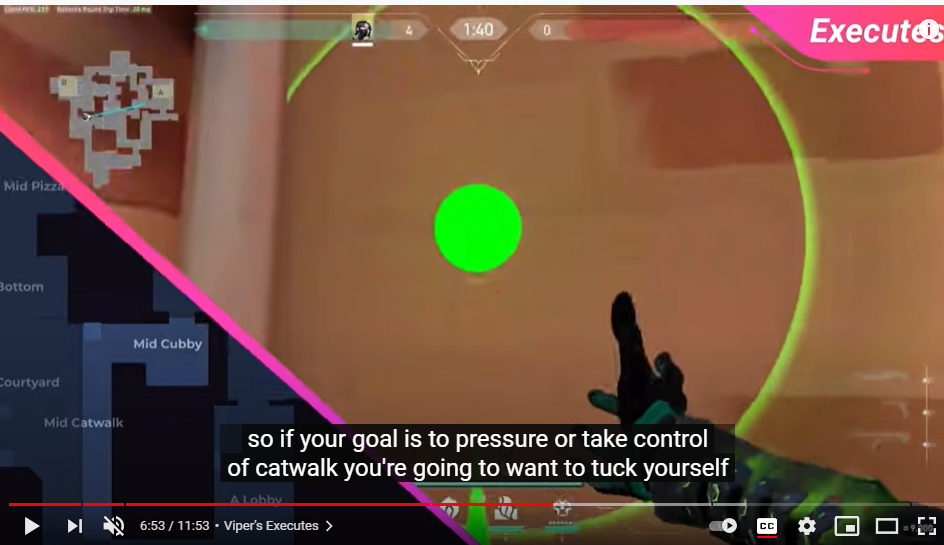 4
1:40
0
Executes
B
A
Mid Pizza
Bottom
Mid Cubby
Courtyard
Mid Catwalk
so if your goal is to pressure or take control
of catwalk you're going to want to tuck yourself
A Lobby
6:53 / 11:53 • Viper's Executes
CC